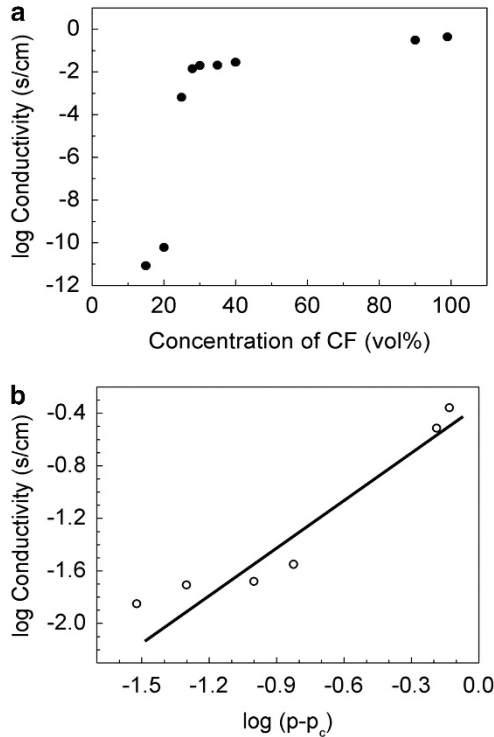 a
log Conductivity (s/cm)
0
-2
-4
-6
-8
-10
-12
0 20 40 60 80 100
Concentration of CF (vol%)
b
log Conductivity (s/cm)
-0.4
-0.8
-1.2
-1.6
-2.0
-1.5 -1.2 -0.9 -0.6 -0.3 0.0
log (p-pc)